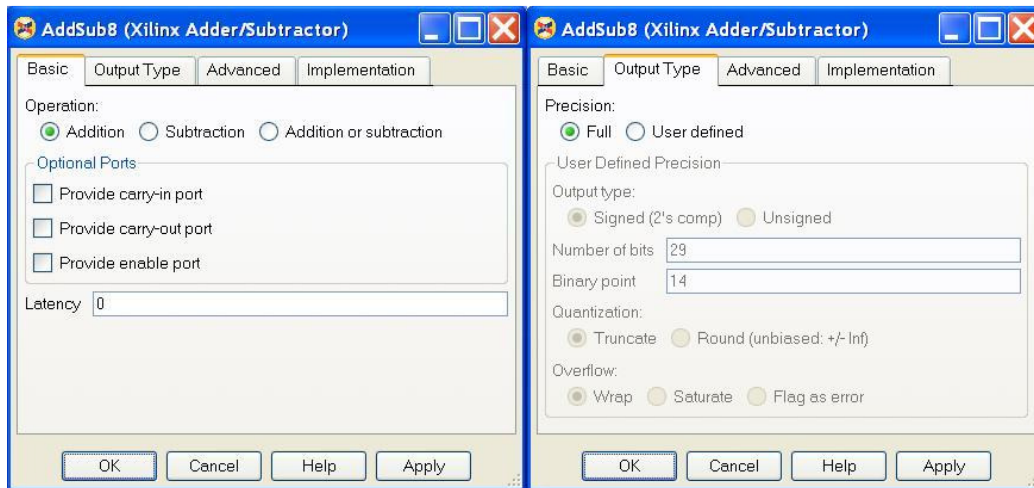 AddSub8 (Xilinx Adder/Subtractor)
Basic Output Type Advanced Implementation
Operation:
Addition Subtraction Addition or subtraction
Optional Ports
Provide carry-in port
Provide carry-out port
Provide enable port
Latency 0
OK Cancel Help Apply
AddSub8 (Xilinx Adder/Subtractor)
Basic Output Type Advanced Implementation
Precision:
Full User defined
User Defined Precision
Output type:
Signed (2's comp) Unsigned
Number of bits 29
Binary point 14
Quantization:
Truncate Round (unbiased: +/- Inf)
Overflow:
Wrap Saturate Flag as error
OK Cancel Help Apply